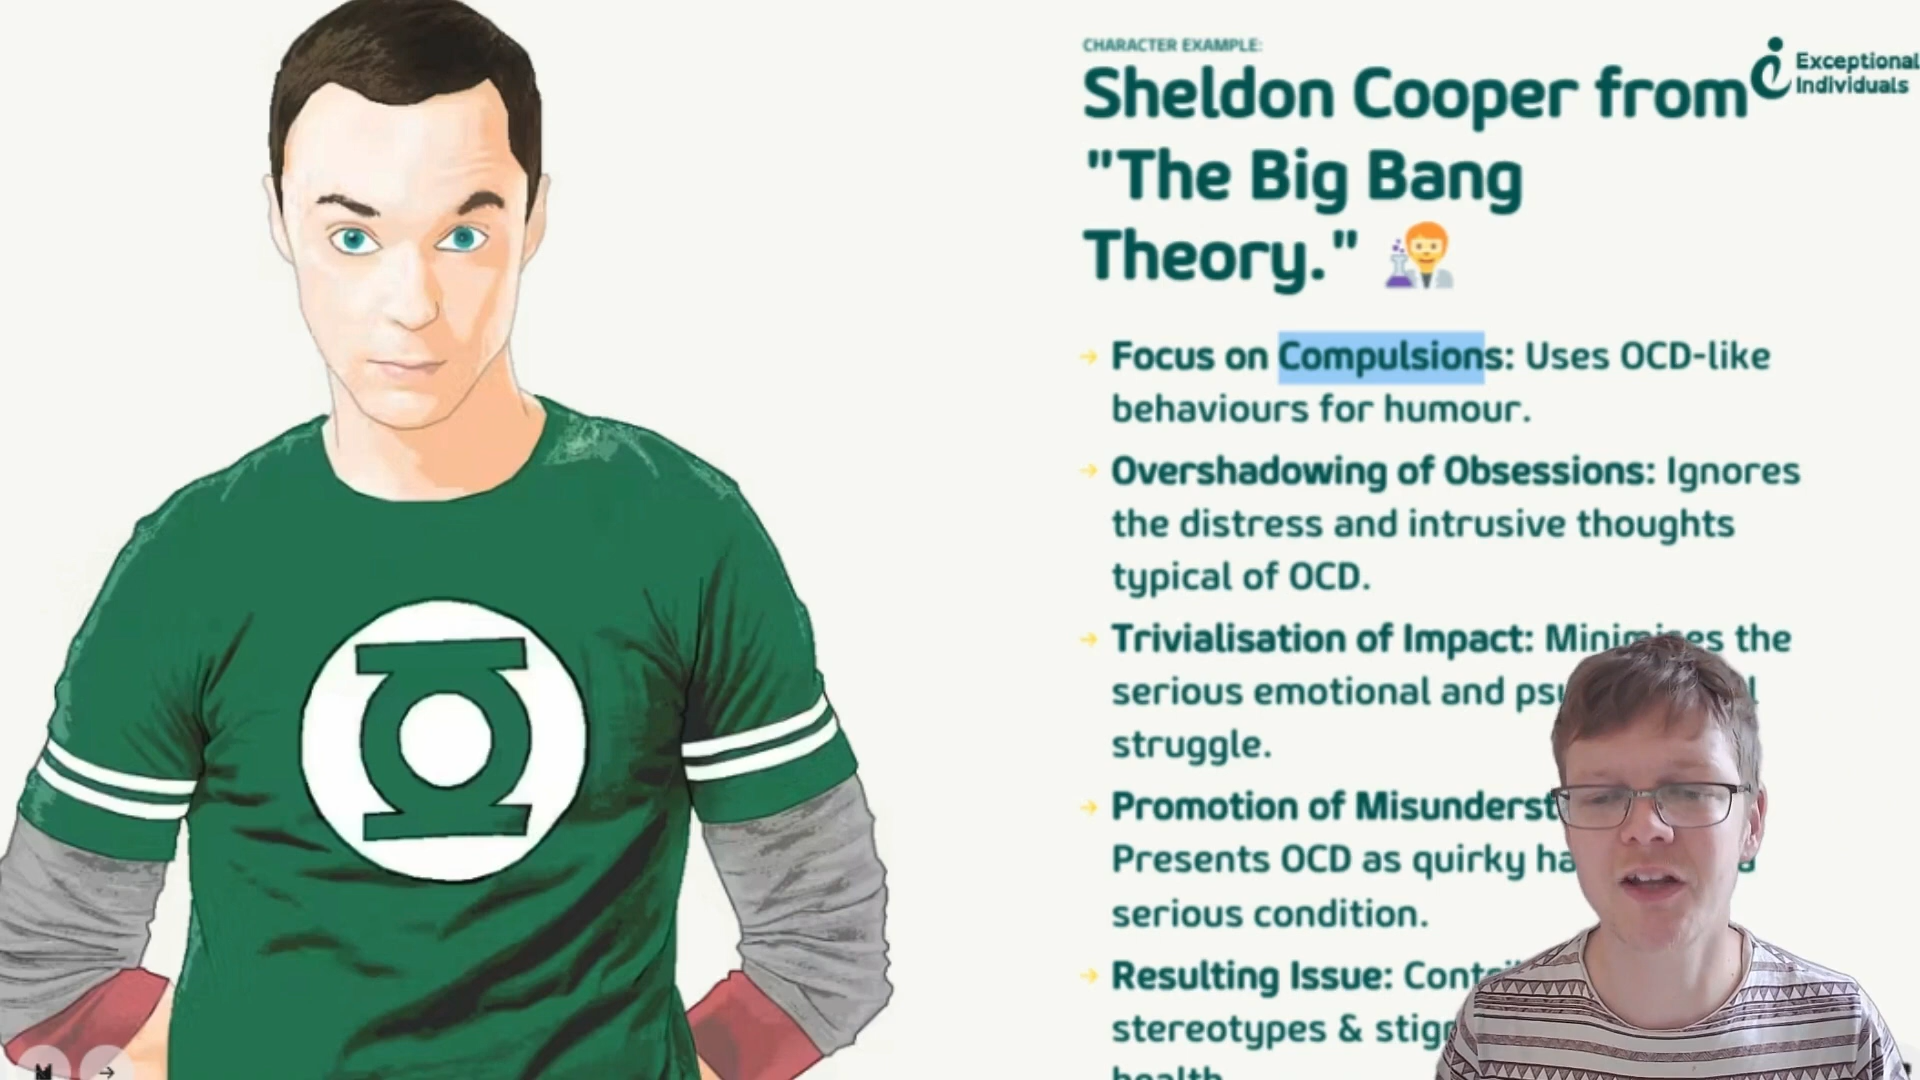 CHARACTER EXAMPLE:
Sheldon Cooper from
"The Big Bang
Theory."
Exceptional
Individuals
Focus on Compulsions: Uses OCD-like
behaviours for humour.
Overshadowing of Obsessions: Ignores
the distress and intrusive thoughts
typical of OCD.
Trivialisation of Impact: Minimises the
serious emotional and
struggle.
Promotion of
Presents OCD as quirky
serious condition.
Resulting Issue:
stereotypes &
health